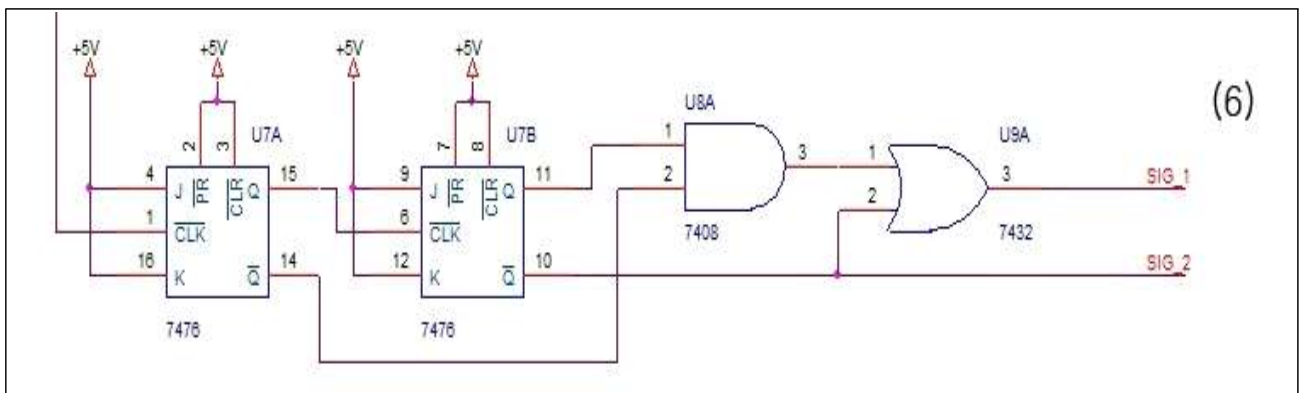 +5V +5V +5V +5V
(6)
U8A
U7A U7B U9A
2 3 7 8 1 3 1
4 J PR CLR Q 15 9 J PR CLR Q 11 2 3 SIG_1
1 CLK 6 CLK 7408 2 7432
16 K Q 14 12 K Q 10 SIG_2
7476 7476